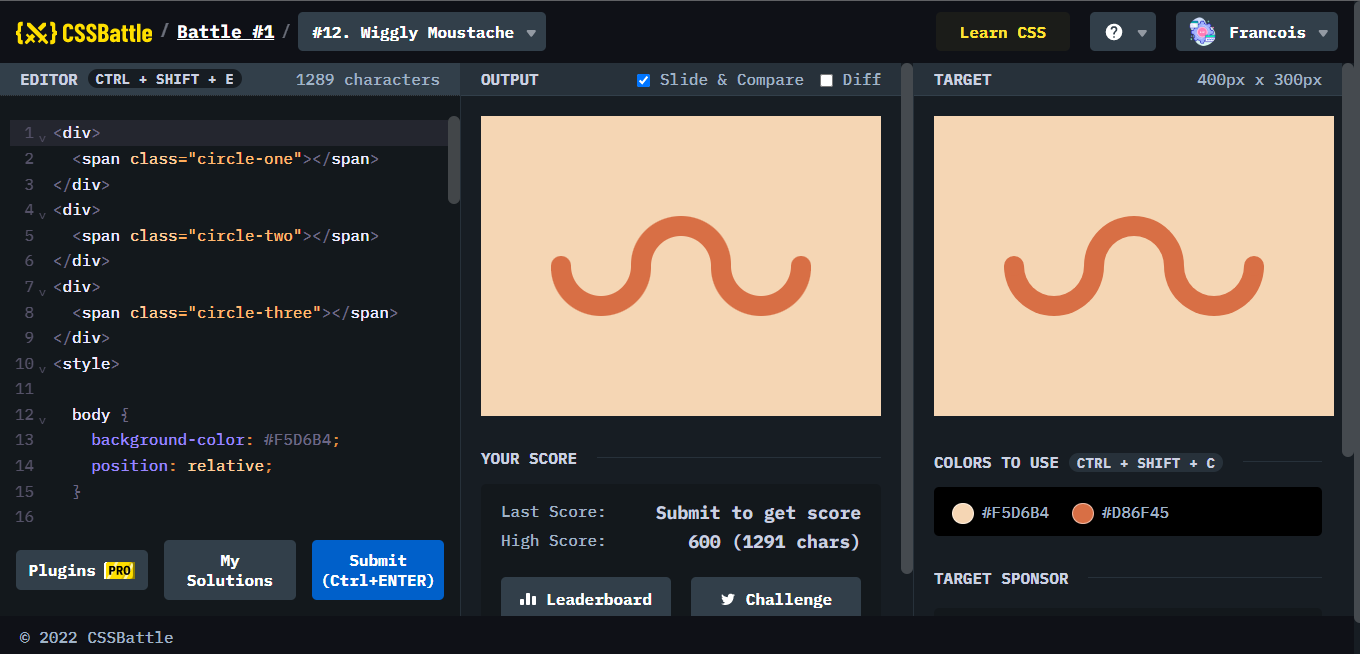 {X} CSSBattle / Battle #1 / #12. Wiggly Moustache
Learn CSS
?
Francois
EDITOR CTRL + SHIFT + E 1289 characters
1 <div>
2 <span class="circle-one"></span>
3 </div>
4 <div>
5 <span class="circle-two"></span>
6 </div>
7 <div>
8 <span class="circle-three"></span>
9 </div>
10 <style>
11
12 body {
13 background-color: #F5D6B4;
14 position: relative;
15 }
16
Plugins PRO
My
Solutions
Submit
(Ctrl+ENTER)
OUTPUT Slide & Compare Diff
YOUR SCORE
Last Score: Submit to get score
High Score: 600 (1291 chars)
Leaderboard
Challenge
TARGET 400px x 300px
COLORS TO USE CTRL + SHIFT + C
#F5D6B4 #D86F45
TARGET SPONSOR
© 2022 CSSBattle